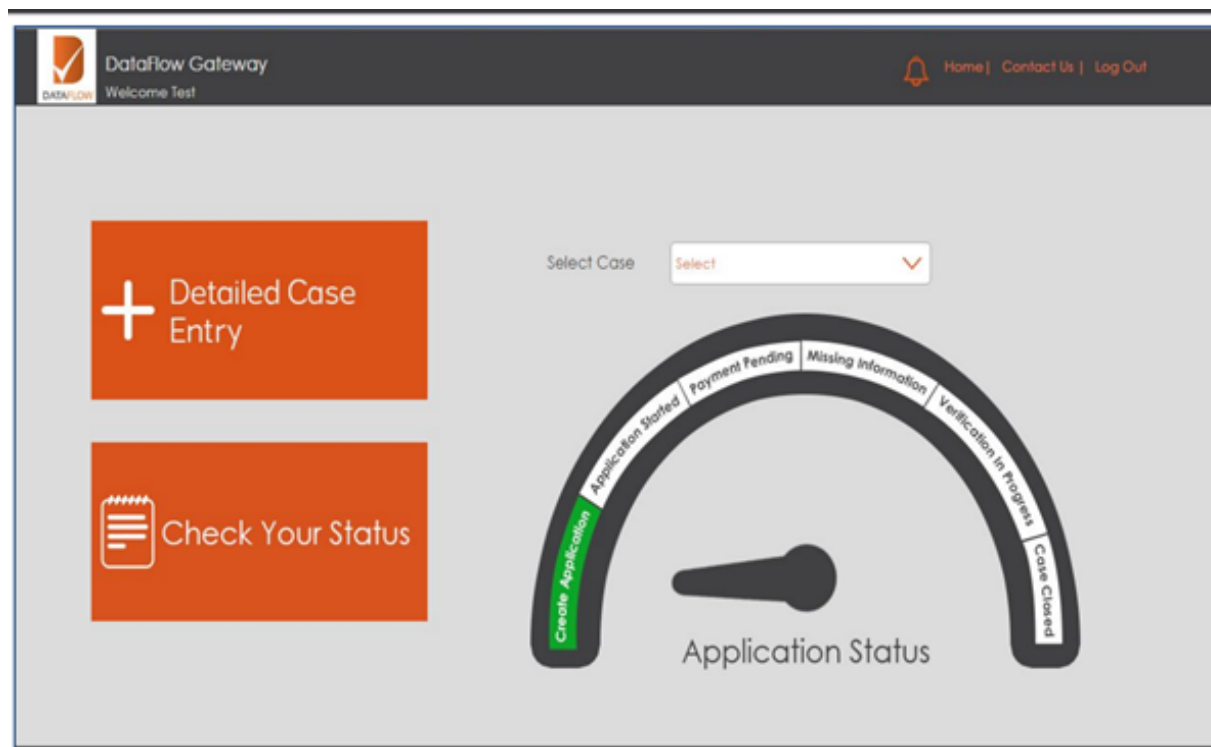 DataFlow Gateway
Welcome Test
DATAFLOW
Home| Contact Us | Log Out
Detailed Case
Entry
Check Your Status
Select Case
Select
Create Application
Application Started
Payment Pending
Missing Information
Verification In Progress
Case Closed
Application Status